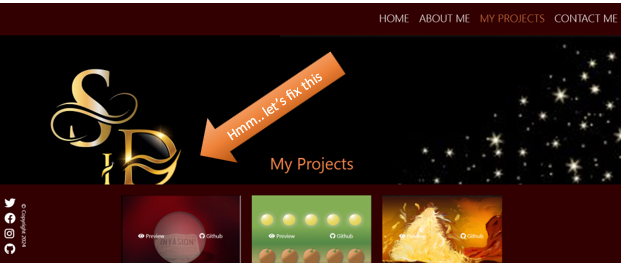 HOME ABOUT ME MY PROJECTS CONTACT ME
Hmm.. let's fix this
S
P
My Projects
© Copyright 2024
INVASION
Preview Github
Preview Github
Preview Github